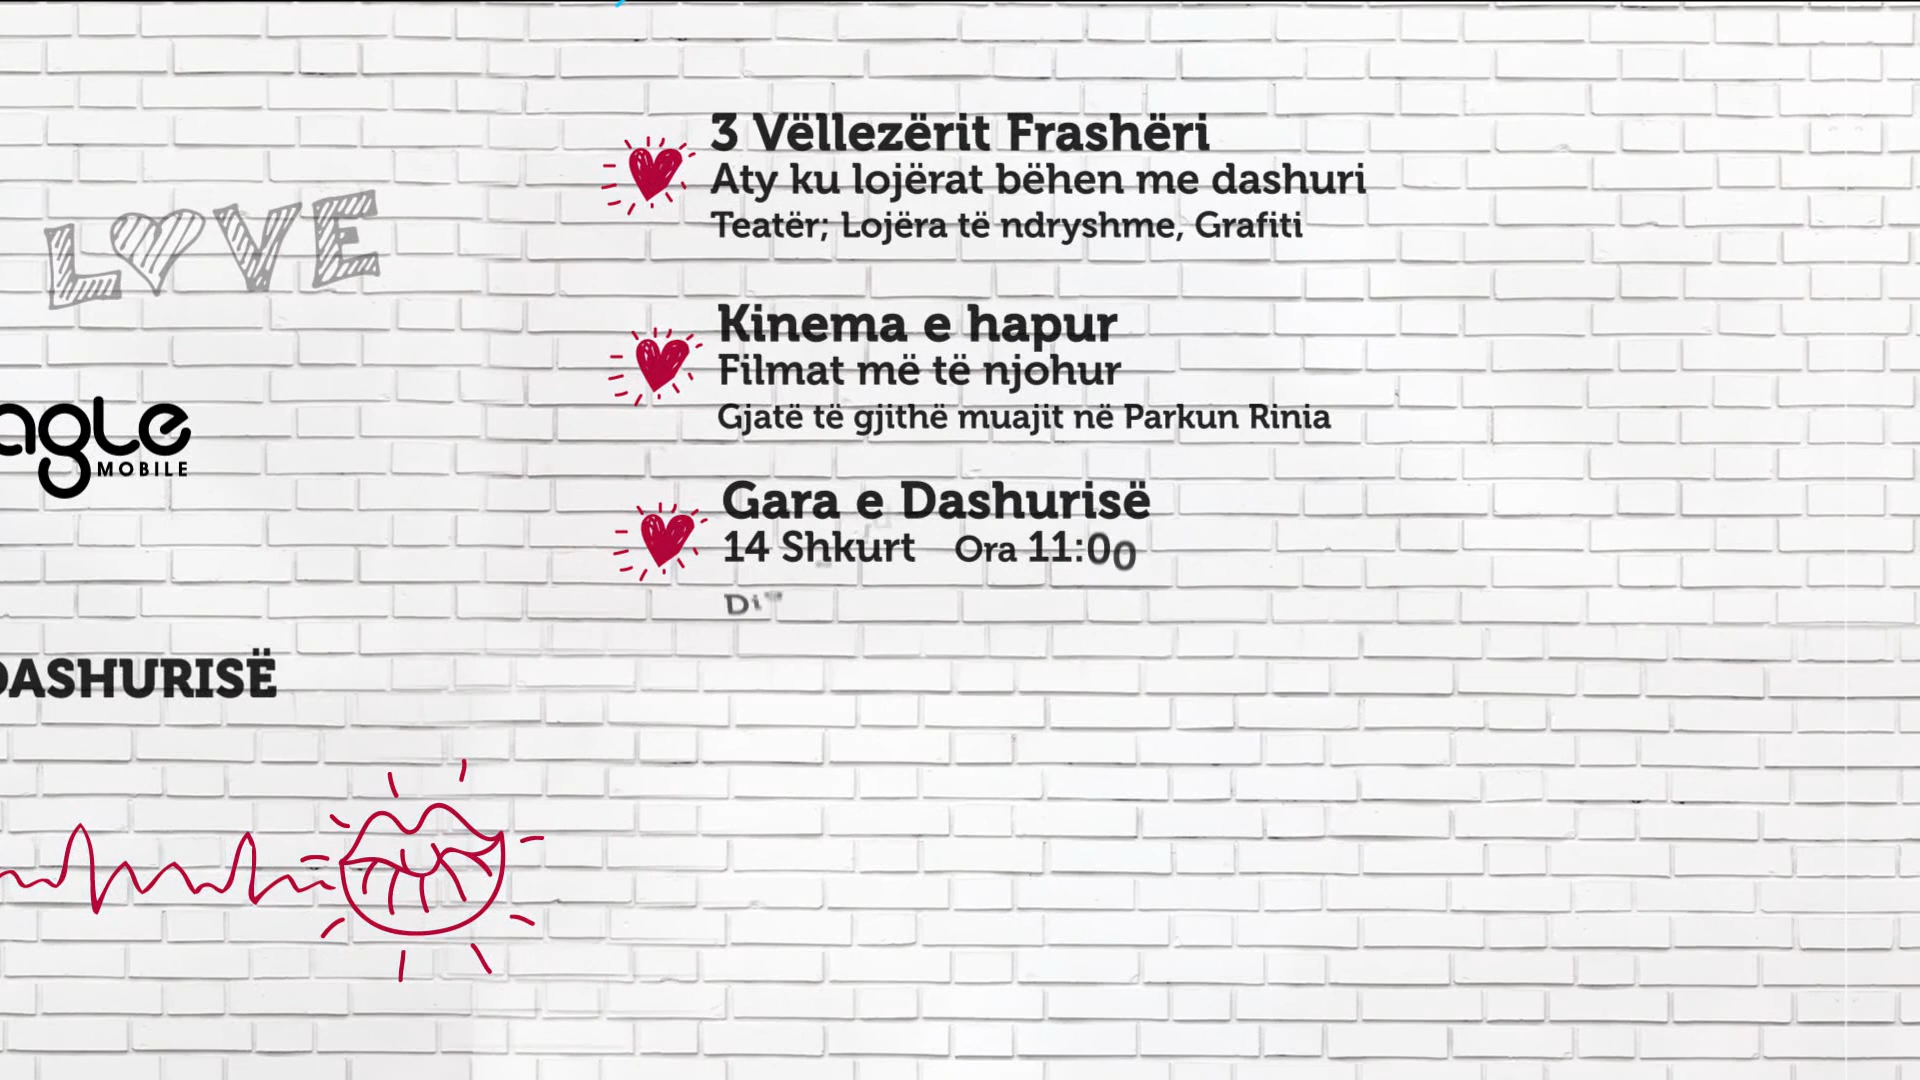 LOVE
agLe
MOBILE
DASHURISË
3 Vëllezërit Frashëri
Aty ku lojërat bëhen me dashuri
Teatër; Lojëra të ndryshme, Grafiti
Kinema e hapur
Filmat më të njohur
Gjatë të gjithë muajit në Parkun Rinia
Gara e Dashurisë
14 Shkurt Ora 11:00